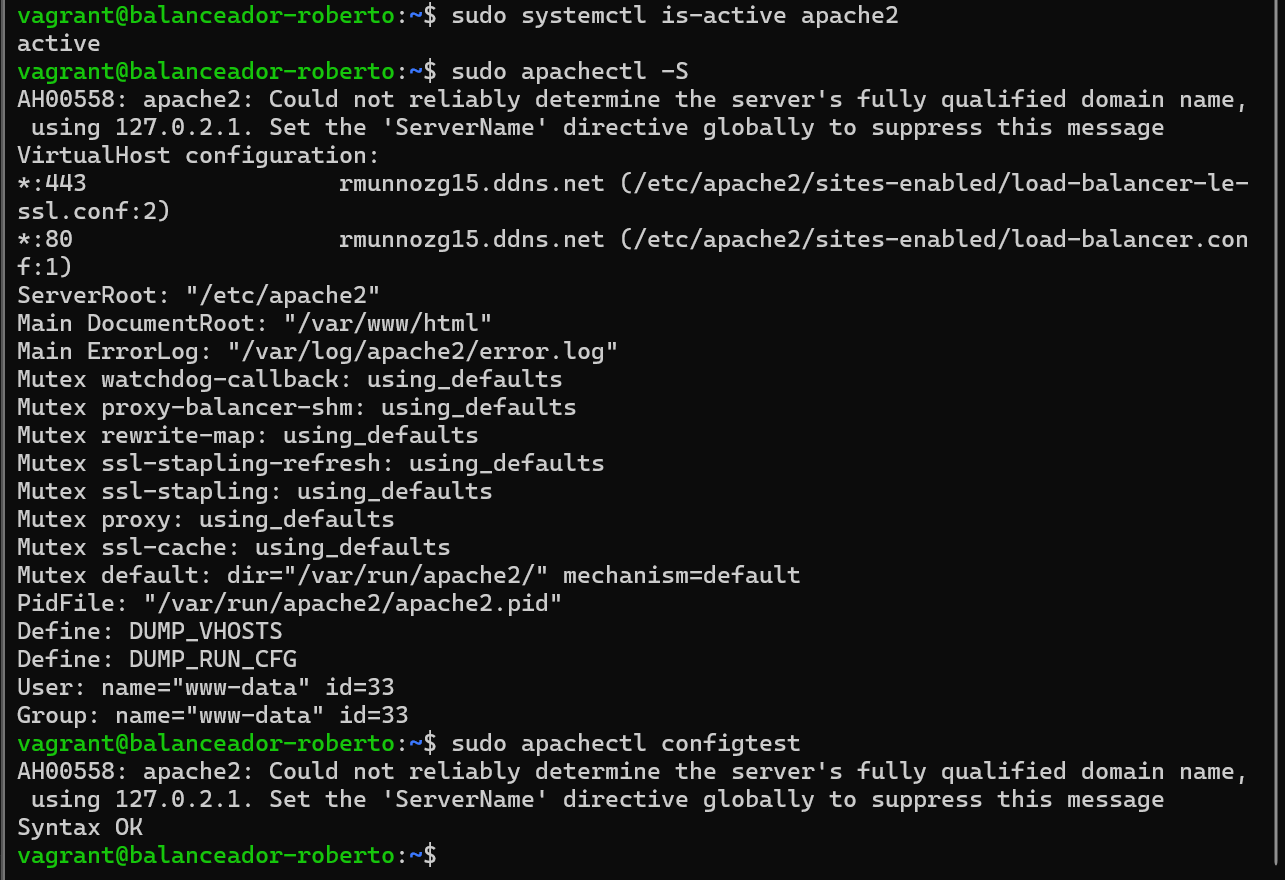 vagrant@balanceador-roberto:~$ sudo systemctl is-active apache2
active
vagrant@balanceador-roberto:~$ sudo apachectl -S
AH00558: apache2: Could not reliably determine the server's fully qualified domain name,
 using 127.0.2.1. Set the 'ServerName' directive globally to suppress this message
VirtualHost configuration:
*:443                  rmunnozg15.ddns.net (/etc/apache2/sites-enabled/load-balancer-le-
ssl.conf:2)
*:80                   rmunnozg15.ddns.net (/etc/apache2/sites-enabled/load-balancer.con
f:1)
ServerRoot: "/etc/apache2"
Main DocumentRoot: "/var/www/html"
Main ErrorLog: "/var/log/apache2/error.log"
Mutex watchdog-callback: using_defaults
Mutex proxy-balancer-shm: using_defaults
Mutex rewrite-map: using_defaults
Mutex ssl-stapling-refresh: using_defaults
Mutex ssl-stapling: using_defaults
Mutex proxy: using_defaults
Mutex ssl-cache: using_defaults
Mutex default: dir="/var/run/apache2/" mechanism=default
PidFile: "/var/run/apache2/apache2.pid"
Define: DUMP_VHOSTS
Define: DUMP_RUN_CFG
User: name="www-data" id=33
Group: name="www-data" id=33
vagrant@balanceador-roberto:~$ sudo apachectl configtest
AH00558: apache2: Could not reliably determine the server's fully qualified domain name,
 using 127.0.2.1. Set the 'ServerName' directive globally to suppress this message
Syntax OK
vagrant@balanceador-roberto:~$